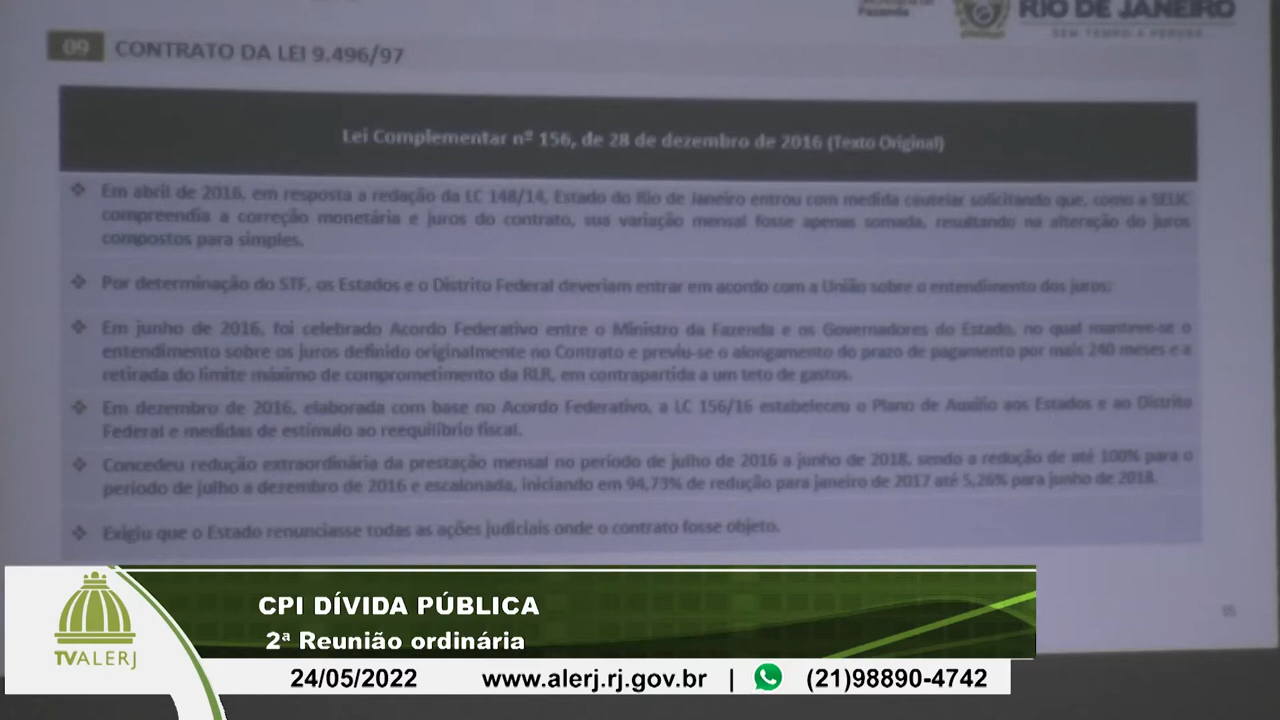 Fazenda
RIO DE JANEIRO
09 CONTRATO DA LEI 9.496/97
Lei Complementar nº 156, de 28 de dezembro de 2016 (Texto Original)
❖ Em abril de 2016, em resposta a redação da LC 148/14, Estado do Rio de Janeiro entrou com medida cautelar solicitando que, como a SELIC
compreendia a correção monetária e juros do contrato, sua variação mensal fosse apenas somada, resultando na alteração do juros
compostos para simples.
❖ Por determinação do STF, os Estados e o Distrito Federal deveriam entrar em acordo com a União sobre o entendimento dos juros;
❖ Em junho de 2016, foi celebrado Acordo Federativo entre o Ministro da Fazenda e os Governadores do Estado, no qual manteve-se o
entendimento sobre os juros definido originalmente no Contrato e previu-se o alongamento do prazo de pagamento por mais 240 meses e a
retirada do limite máximo de comprometimento da RLR, em contrapartida a um teto de gastos.
❖ Em dezembro de 2016, elaborada com base no Acordo Federativo, a LC 156/16 estabeleceu o Plano de Auxílio aos Estados e ao Distrito
Federal e medidas de estímulo ao reequilíbrio fiscal.
❖ Concedeu redução extraordinária da prestação mensal no período de julho de 2016 a junho de 2018, sendo a redução de até 100% para o
período de julho a dezembro de 2016 e escalonada, iniciando em 94,73% de redução para janeiro de 2017 até 5,26% para junho de 2018.
❖ Exigiu que o Estado renunciasse todas as ações judiciais onde o contrato fosse objeto.
CPI DÍVIDA PÚBLICA
2ª Reunião ordinária
TVALERJ
24/05/2022 www.alerj.rj.gov.br | (21)98890-4742